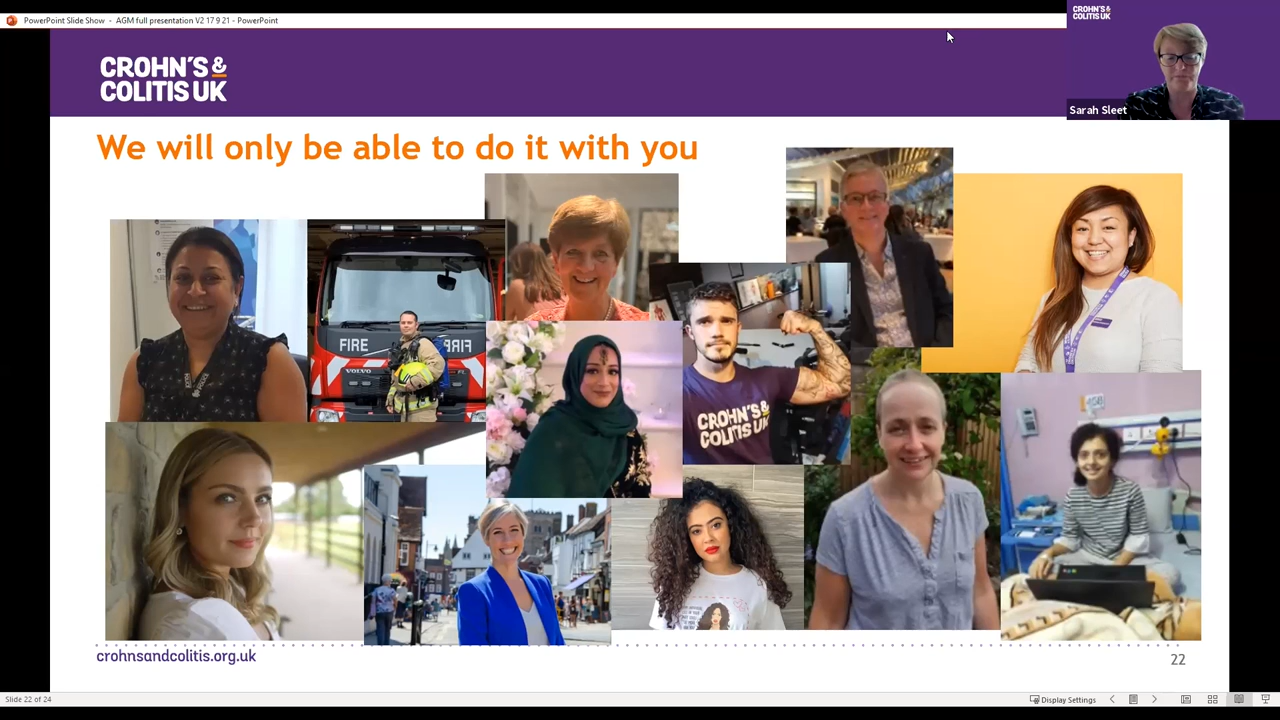 PowerPoint Slide Show - AGM full presentation V2 17 9 21 - PowerPoint
CROHN'S &
COLITIS UK
Sarah Sleet
CROHN'S &
COLITIS UK
We will only be able to do it with you
FIRE
FIRE
VOLVO
CROHN'S &
COLITIS UK
crohnsandcolitis.org.uk
22
Slide 22 of 24
Display Settings